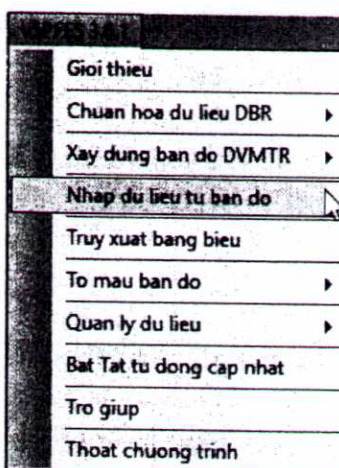 Gioi thieu
Chuan hoa du lieu DBR
Xay dung ban do DVMTR
Nhap du lieu tu ban do
Truy xuat bang bieu
To mau ban do
Quan ly du lieu
Bat Tat tu dong cap nhat
Tro giup
Thoat chuong trinh